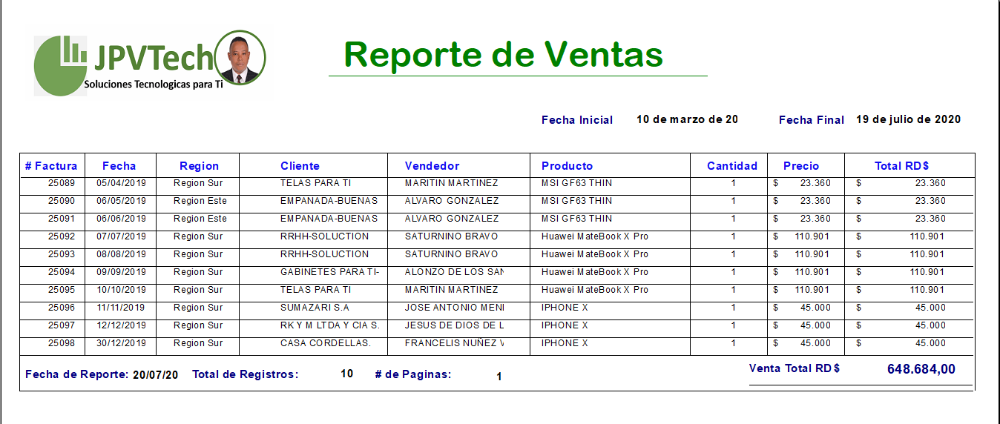 JPVTech
Soluciones Tecnologicas para Ti
Reporte de Ventas
Fecha Inicial 10 de marzo de 20 Fecha Final 19 de julio de 2020
# Factura Fecha Region Cliente Vendedor Producto Cantidad Precio Total RD$
25089 05/04/2019 Region Sur TELAS PARA TI MARITIN MARTINEZ MSI GF63 THIN 1 $ 23.360 $ 23.360
25090 06/05/2019 Region Este EMPANADA-BUENAS ALVARO GONZALEZ MSI GF63 THIN 1 $ 23.360 $ 23.360
25091 06/06/2019 Region Este EMPANADA-BUENAS ALVARO GONZALEZ MSI GF63 THIN 1 $ 23.360 $ 23.360
25092 07/07/2019 Region Sur RRHH-SOLUCTION SATURNINO BRAVO Huawei MateBook X Pro 1 $ 110.901 $ 110.901
25093 08/08/2019 Region Sur RRHH-SOLUCTION SATURNINO BRAVO Huawei MateBook X Pro 1 $ 110.901 $ 110.901
25094 09/09/2019 Region Sur GABINETES PARA TI- ALONZO DE LOS SAN Huawei MateBook X Pro 1 $ 110.901 $ 110.901
25095 10/10/2019 Region Sur TELAS PARA TI MARITIN MARTINEZ Huawei MateBook X Pro 1 $ 110.901 $ 110.901
25096 11/11/2019 Region Sur SUMAZARI S.A JOSE ANTONIO MENI IPHONE X 1 $ 45.000 $ 45.000
25097 12/12/2019 Region Sur RK Y M LTDA Y CIA S. JESUS DE DIOS DE L IPHONE X 1 $ 45.000 $ 45.000
25098 30/12/2019 Region Sur CASA CORDELLAS. FRANCELIS NUÑEZ V IPHONE X 1 $ 45.000 $ 45.000
Fecha de Reporte: 20/07/20 Total de Registros: 10 # de Paginas: 1 Venta Total RD$ 648.684,00